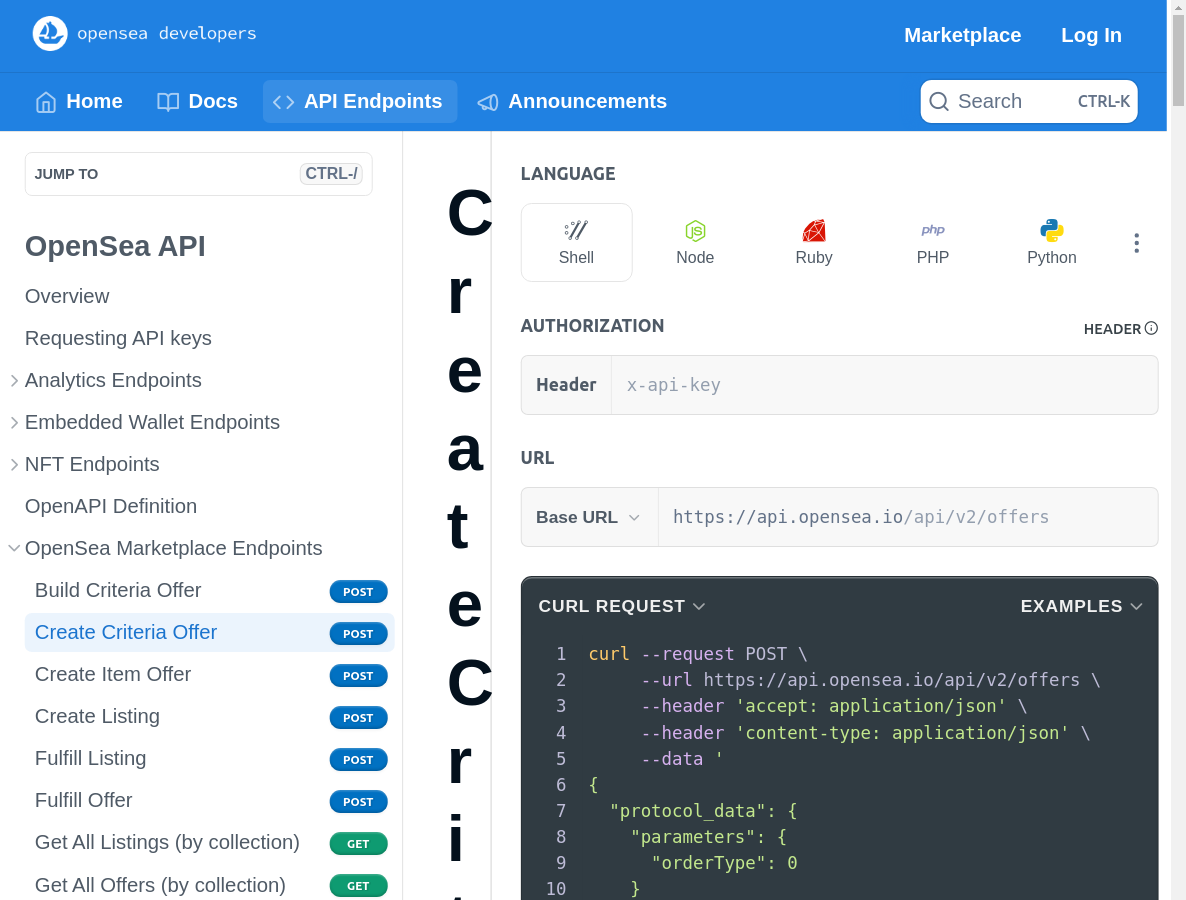 opensea developers
Marketplace
Log In
Home
Docs
API Endpoints
Announcements
Search
CTRL-K
JUMP TO
CTRL-/
OpenSea API
Overview
Requesting API keys
Analytics Endpoints
Embedded Wallet Endpoints
NFT Endpoints
OpenAPI Definition
OpenSea Marketplace Endpoints
Build Criteria Offer POST
Create Criteria Offer POST
Create Item Offer POST
Create Listing POST
Fulfill Listing POST
Fulfill Offer POST
Get All Listings (by collection) GET
Get All Offers (by collection) GET
C
r
e
a
t
e
C
r
i
LANGUAGE
Shell
Node
Ruby
PHP
Python
AUTHORIZATION
HEADER
Header
x-api-key
URL
Base URL
https://api.opensea.io/api/v2/offers
CURL REQUEST
EXAMPLES
1 curl --request POST \
2 --url https://api.opensea.io/api/v2/offers \
3 --header 'accept: application/json' \
4 --header 'content-type: application/json' \
5 --data '
6 {
7 "protocol_data": {
8 "parameters": {
9 "orderType": 0
10 }